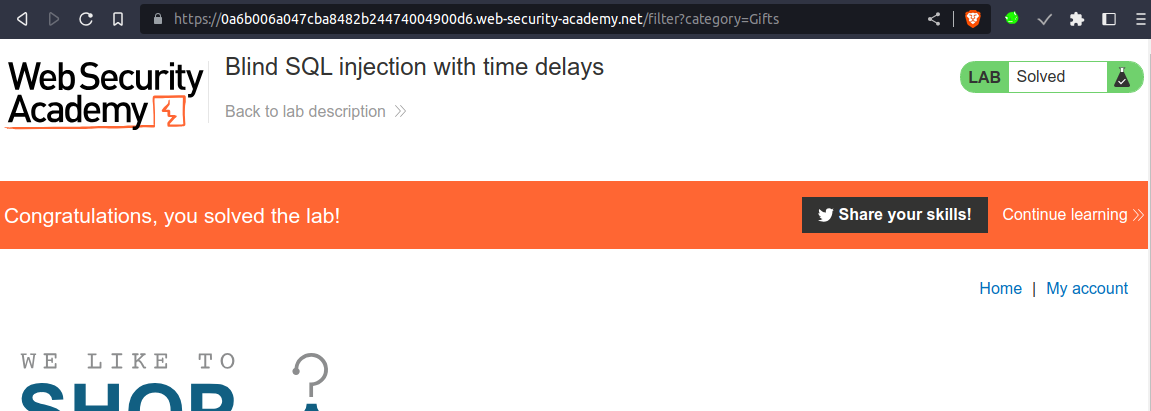 https://0a6b006a047cba8482b24474004900d6.web-security-academy.net/filter?category=Gifts
Web Security
Academy
Blind SQL injection with time delays
Back to lab description
LAB Solved
Congratulations, you solved the lab!
Share your skills!
Continue learning
Home | My account
WE LIKE TO
SHOP